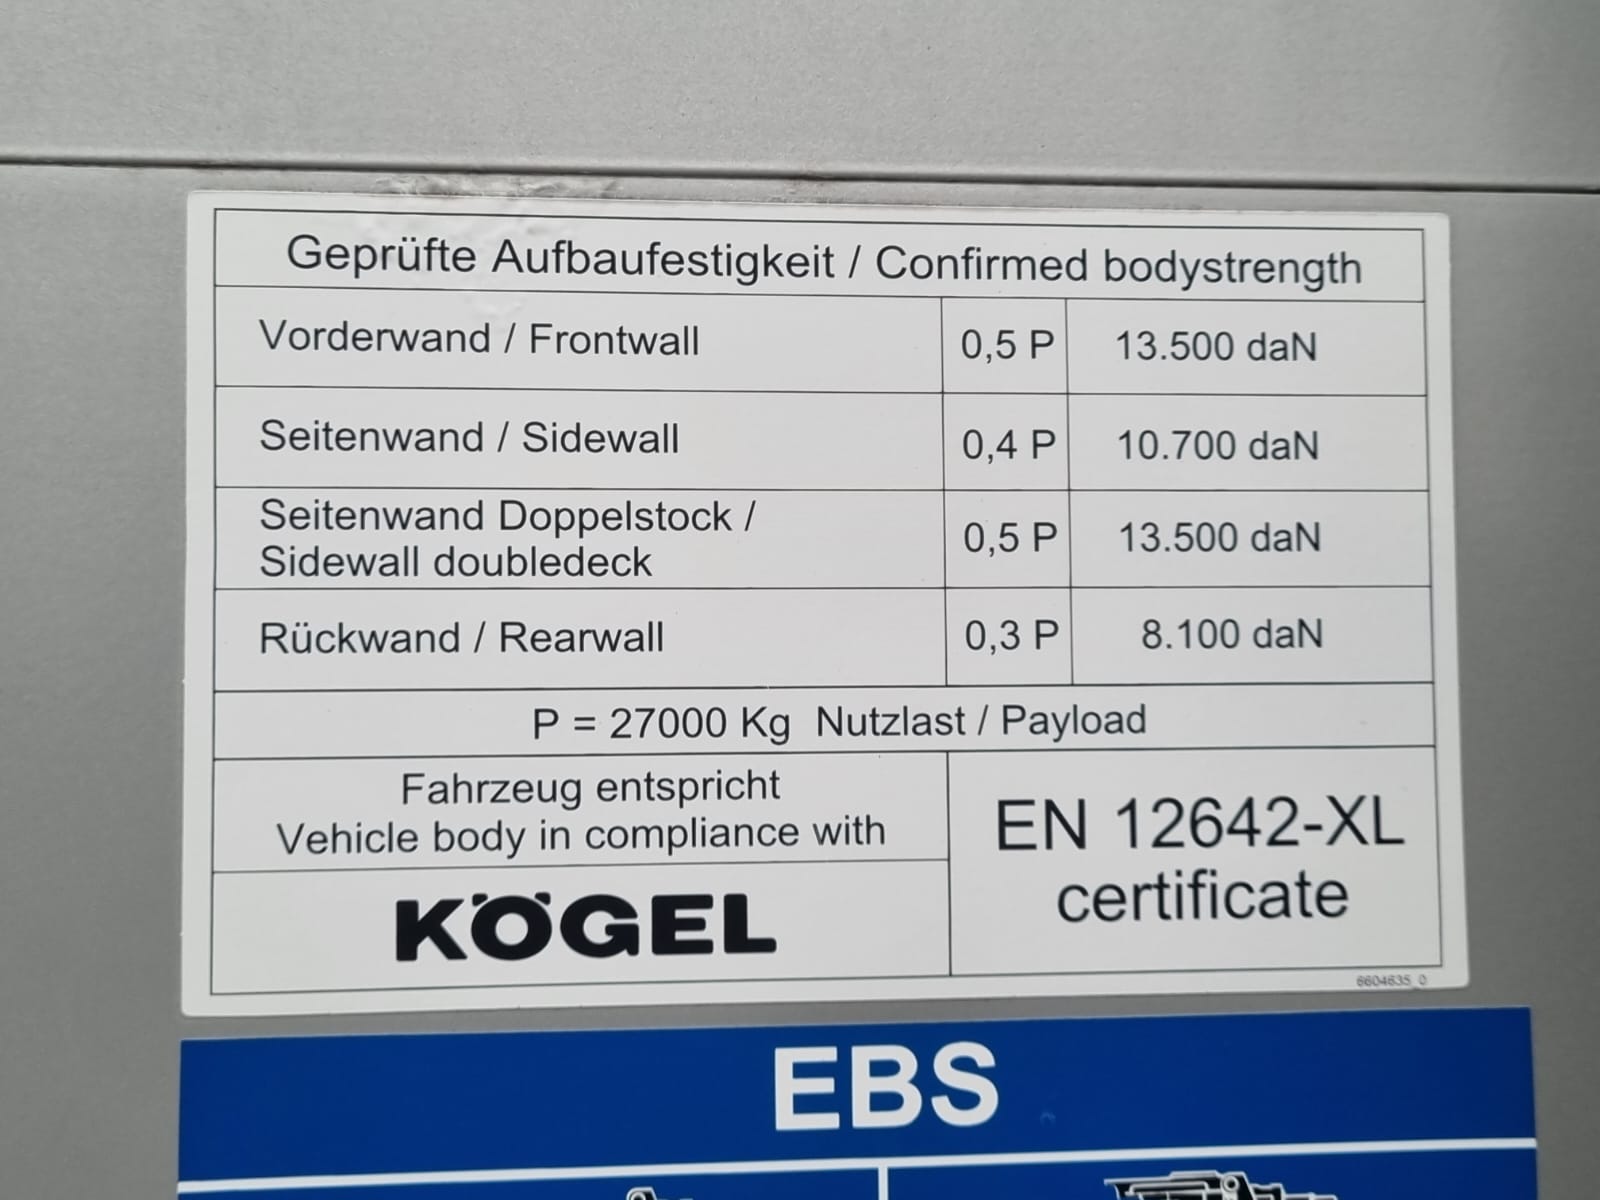 Geprüfte Aufbaufestigkeit / Confirmed bodystrength
Vorderwand / Frontwall 0,5 P 13.500 daN
Seitenwand / Sidewall 0,4 P 10.700 daN
Seitenwand Doppelstock /
Sidewall doubledeck 0,5 P 13.500 daN
Rückwand / Rearwall 0,3 P 8.100 daN
P = 27000 Kg Nutzlast / Payload
Fahrzeug entspricht
Vehicle body in compliance with
KÖGEL
EN 12642-XL
certificate
6604635_0
EBS